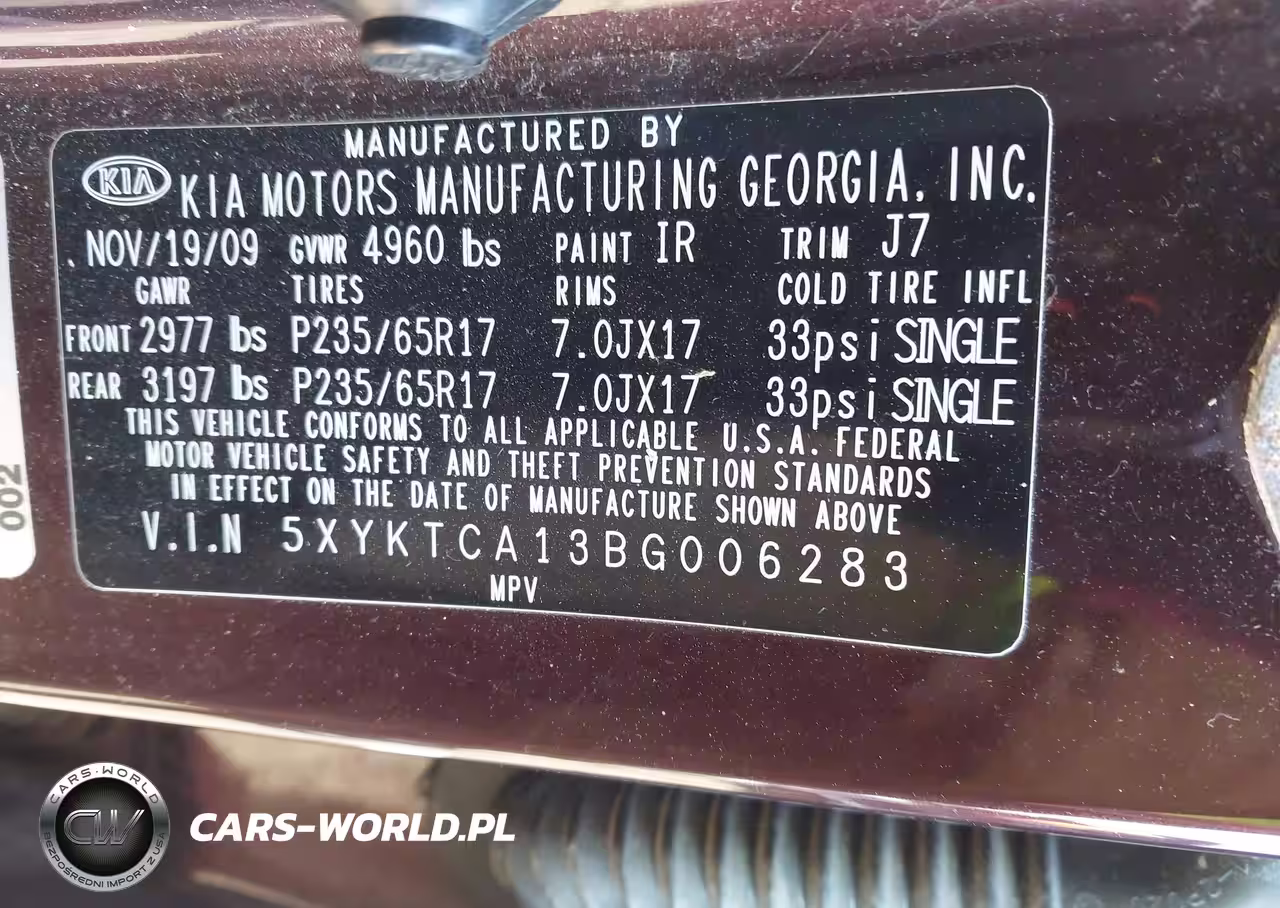 MANUFACTURED BY
KIA KIA MOTORS MANUFACTURING GEORGIA, INC.
. NOV/19/09 GVWR 4960 lbs PAINT IR TRIM J7
GAWR TIRES RIMS COLD TIRE INFL
FRONT 2977 lbs P235/65R17 7.0JX17 33psi SINGLE
REAR 3197 lbs P235/65R17 7.0JX17 33psi SINGLE
THIS VEHICLE CONFORMS TO ALL APPLICABLE U.S.A. FEDERAL
MOTOR VEHICLE SAFETY AND THEFT PREVENTION STANDARDS
IN EFFECT ON THE DATE OF MANUFACTURE SHOWN ABOVE
V.I.N 5XYKTCA13BG006283
MPV
002
CARS-WORLD
CW
BEZPOŚREDNI IMPORT Z USA
CARS-WORLD.PL